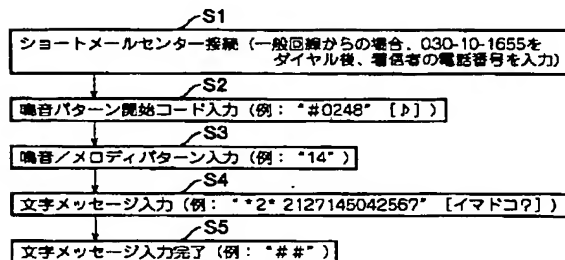 S1
ショートメールセンター接続（一般回線からの場合、030-10-1655を
ダイヤル後、着信者の電話番号を入力）
S2
鳴音パターン開始コード入力（例："#0248" [♪]）
S3
鳴音／メロディパターン入力（例："14"）
S4
文字メッセージ入力（例："*2* 2127145042567" [イマドコ?]）
S5
文字メッセージ入力完了（例："##"）